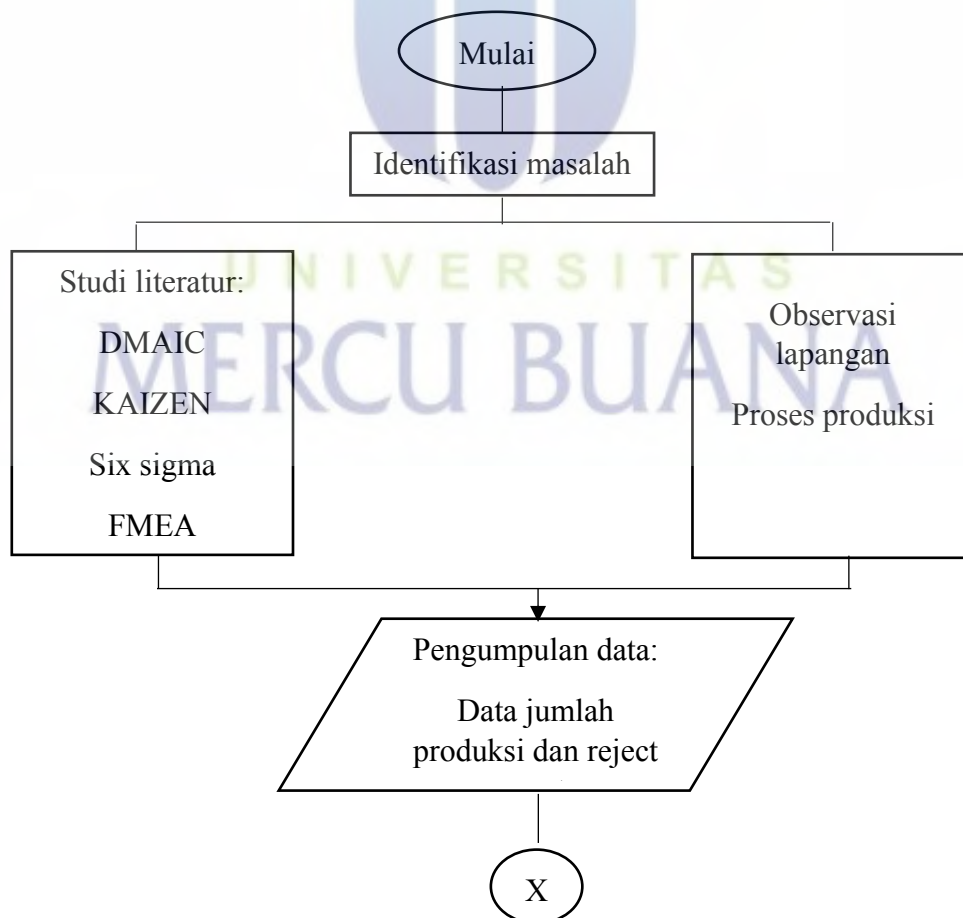 Mulai
Identifikasi masalah
Studi literatur:
DMAIC
KAIZEN
Six sigma
FMEA
Observasi
lapangan
Proses produksi
UNIVERSITAS
MERCU BUANA
Pengumpulan data:
Data jumlah
produksi dan reject
X